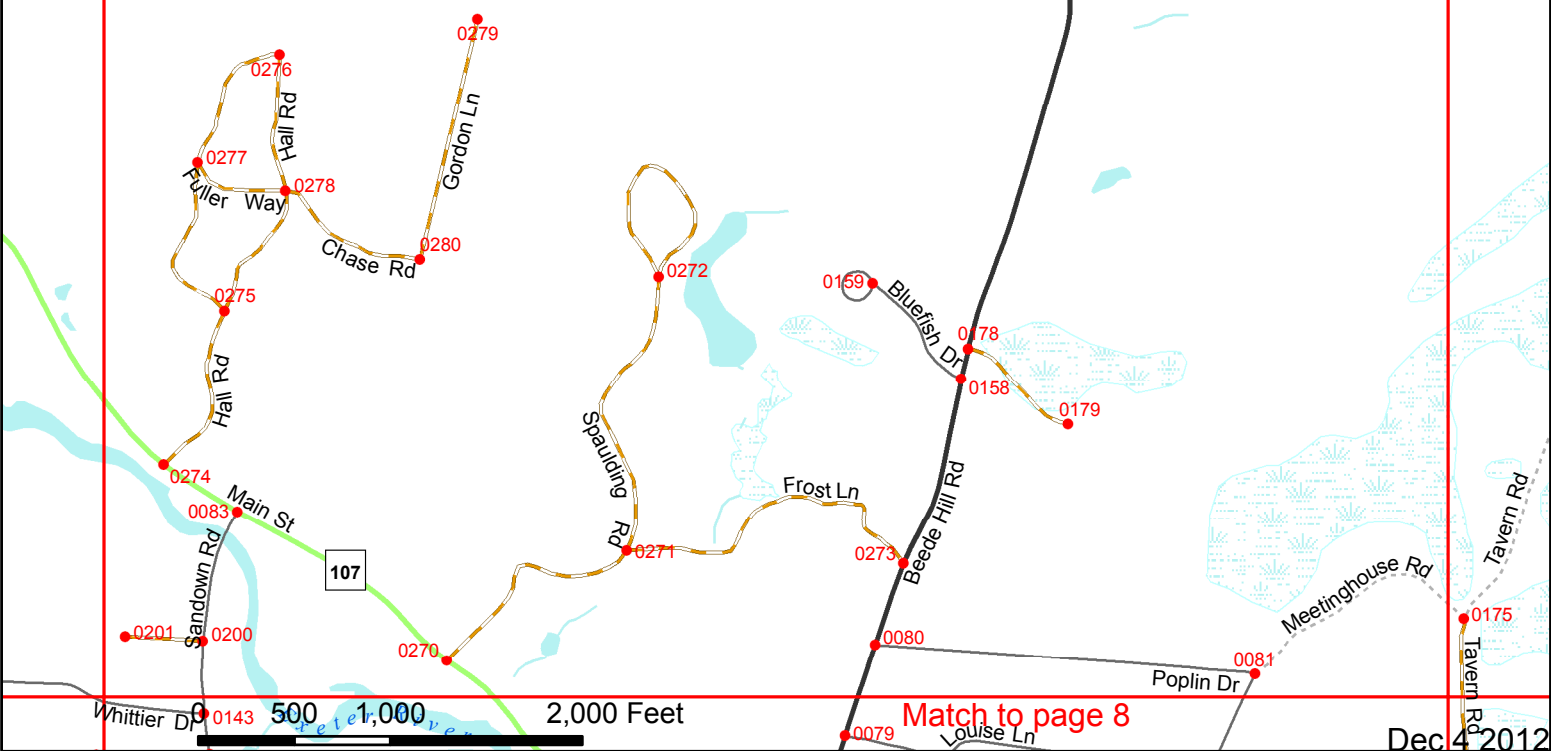 0279
0276
Hall Rd
Gordon Ln
0277
Fuller Way
0278
Chase Rd
0280
0275
0272
0159
Bluefish Dr
0178
0158
0179
Hall Rd
Spaulding Rd
0274
0083
Main St
Frost Ln
Beede Hill Rd
Tavern Rd
Sandown Rd
107
0271
0273
Meetinghouse Rd
0201
0200
0270
0080
0175
0081
Poplin Dr
Tavern Rd
Whittier Dr
0143
0 500 1,000 2,000 Feet
Exeter River
Match to page 8
0079
Louise Ln
Dec 4 2012